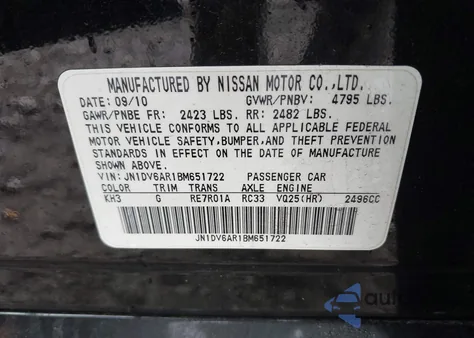 MANUFACTURED BY NISSAN MOTOR CO.,LTD.
DATE: 09/10 GVWR/PNBV: 4795 LBS.
GAWR/PNBE FR: 2423 LBS. RR: 2482 LBS.
THIS VEHICLE CONFORMS TO ALL APPLICABLE FEDERAL
MOTOR VEHICLE SAFETY, BUMPER, AND THEFT PREVENTION
STANDARDS IN EFFECT ON THE DATE OF MANUFACTURE
SHOWN ABOVE.
VIN: JN1DV6AR1BM651722 PASSENGER CAR
COLOR TRIM TRANS AXLE ENGINE
KH3 G RE7R01A RC33 VQ25(HR) 2496CC
JN1DV6AR1BM651722